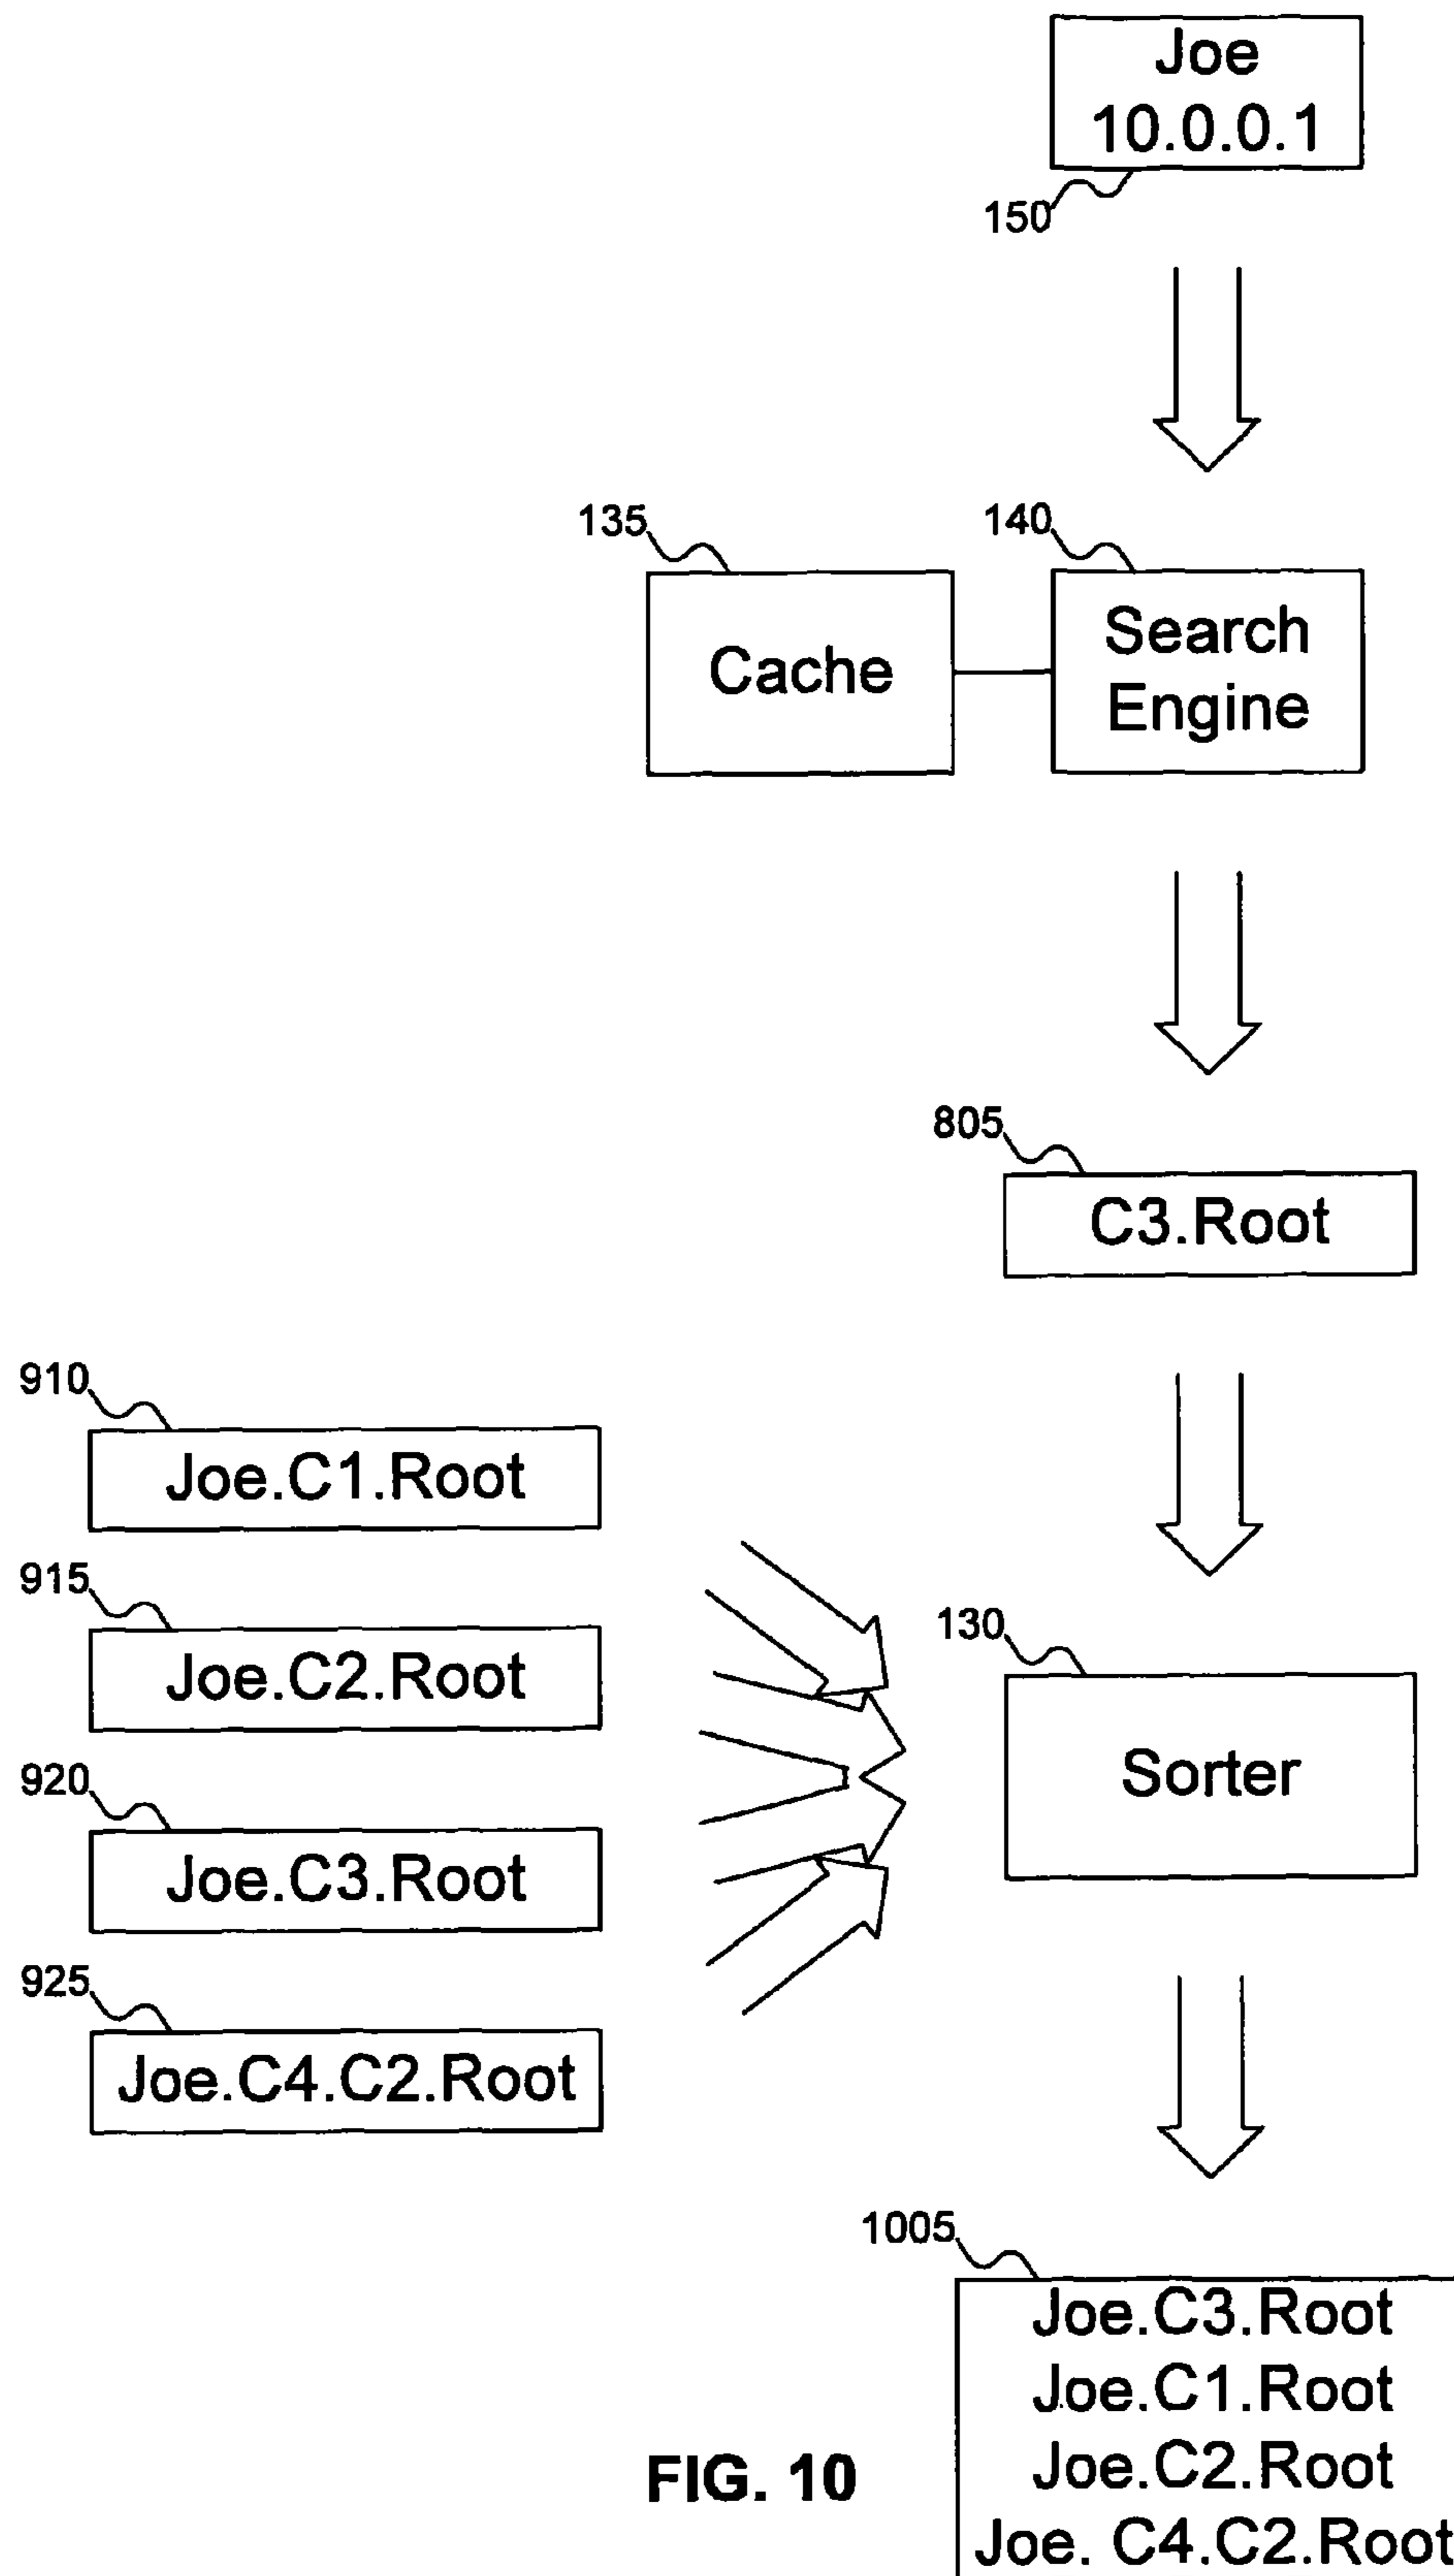 Joe
10.0.0.1
150
135
140
Cache
Search
Engine
805
C3.Root
910
Joe.C1.Root
915
Joe.C2.Root
130
Sorter
920
Joe.C3.Root
925
Joe.C4.C2.Root
1005
Joe.C3.Root
Joe.C1.Root
Joe.C2.Root
Joe. C4.C2.Root
FIG. 10